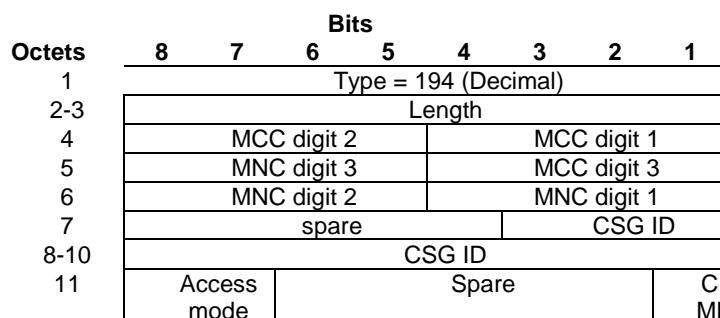 Bits
Octets 8 7 6 5 4 3 2 1
1 Type = 194 (Decimal)
2-3 Length
4 MCC digit 2 MCC digit 1
5 MNC digit 3 MCC digit 3
6 MNC digit 2 MNC digit 1
7 spare CSG ID
8-10 CSG ID
11 Access Spare
mode